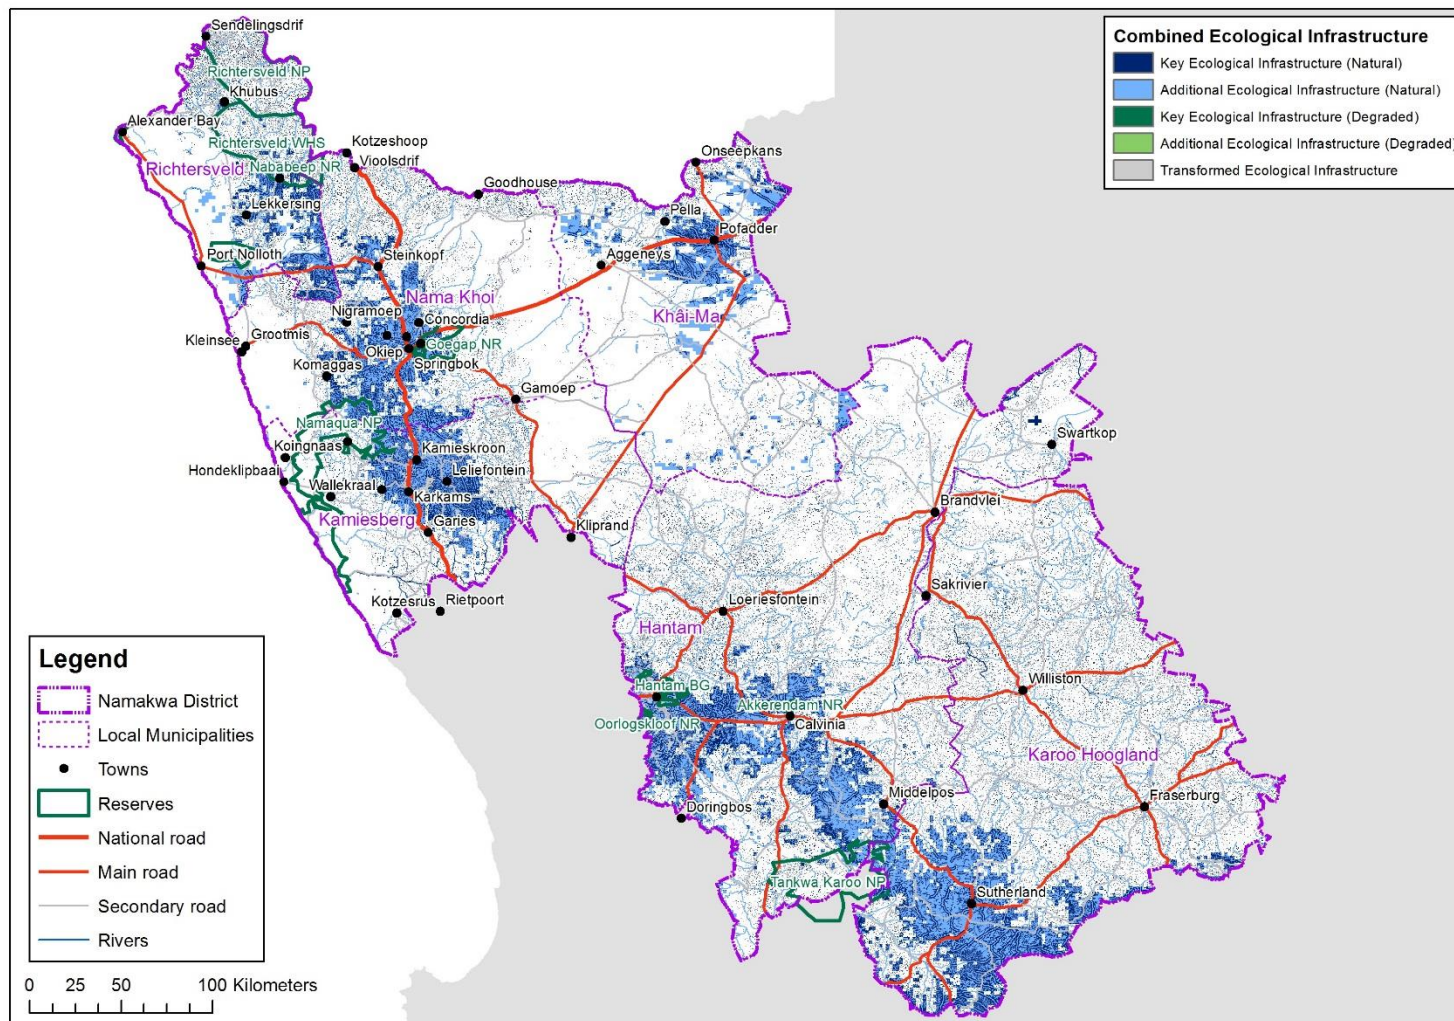 Combined Ecological Infrastructure
Key Ecological Infrastructure (Natural)
Additional Ecological Infrastructure (Natural)
Key Ecological Infrastructure (Degraded)
Additional Ecological Infrastructure (Degraded)
Transformed Ecological Infrastructure
Sendelingsdrif
Richtersveld NP
Khubus
Alexander Bay
Richtersveld WHS
Kotzeshoop
Vioolsdrif
Richtersveld
Nababeep NR
Goodhouse
Onseepkans
Lekkersing
Pella
Pofadder
Port Nolloth
Steinkopf
Aggeneys
Nama Khoi
Khâi-Ma
Nigramoep
Concordia
Kleinsee
Grootmis
Okiep
Goegap NR
Springbok
Komaggas
Gamoep
Namaqua NP
Koingnaas
Kamieskroon
Swartkop
Hondeklipbaai
Leliefontein
Wallekraal
Karkams
Kamiesberg
Garies
Kliprand
Brandvlei
Sakrivier
Kotzesrus
Rietpoort
Loeriesfontein
Hantam
Hantam BG
Akkerendam NR
Oorlogskloof NR
Calvinia
Williston
Karoo Hoogland
Doringbos
Middelpos
Fraserburg
Tankwa Karoo NP
Sutherland
Legend
Namakwa District
Local Municipalities
Towns
Reserves
National road
Main road
Secondary road
Rivers
0 25 50 100 Kilometers